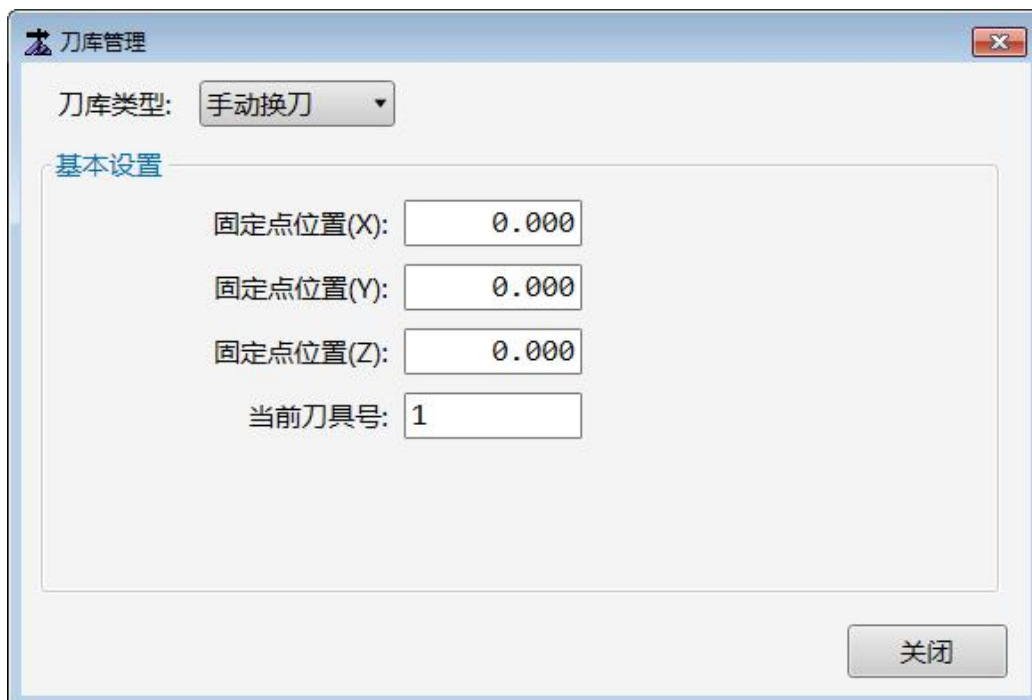 刀库管理
刀库类型: 手动换刀
基本设置
固定点位置(X): 0.000
固定点位置(Y): 0.000
固定点位置(Z): 0.000
当前刀具号: 1
关闭